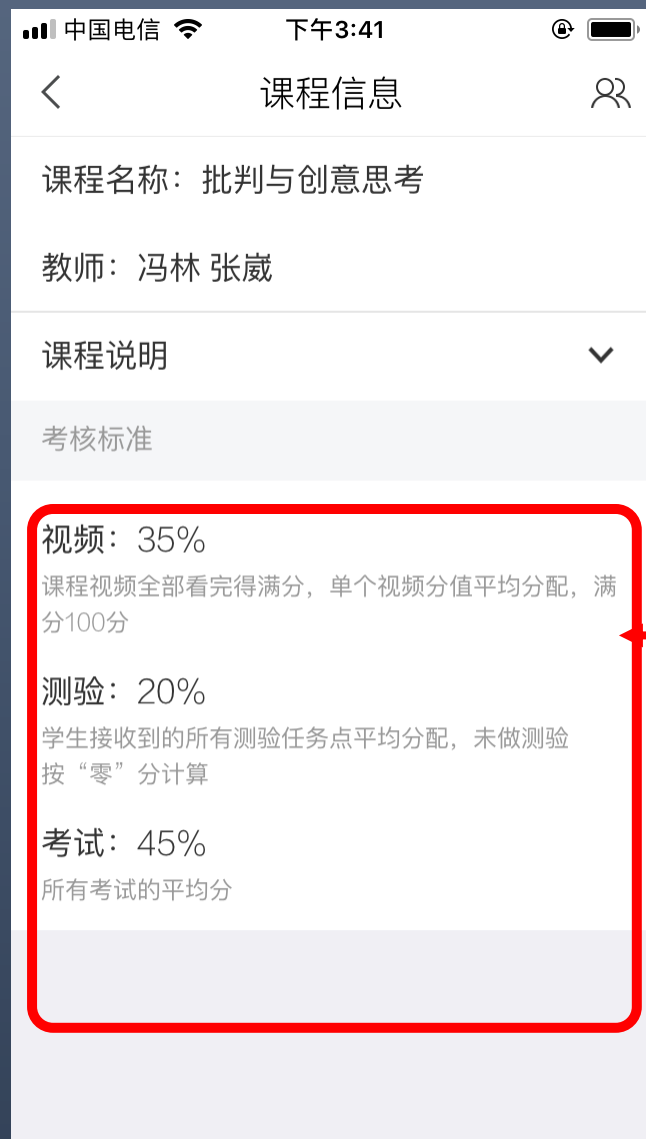 中国电信 下午3:41
课程信息
课程名称：批判与创意思考
教师：冯林 张崴
课程说明
考核标准
视频：35%
课程视频全部看完得满分，单个视频分值平均分配，满
分100分
测验：20%
学生接收到的所有测验任务点平均分配，未做测验
按“零”分计算
考试：45%
所有考试的平均分